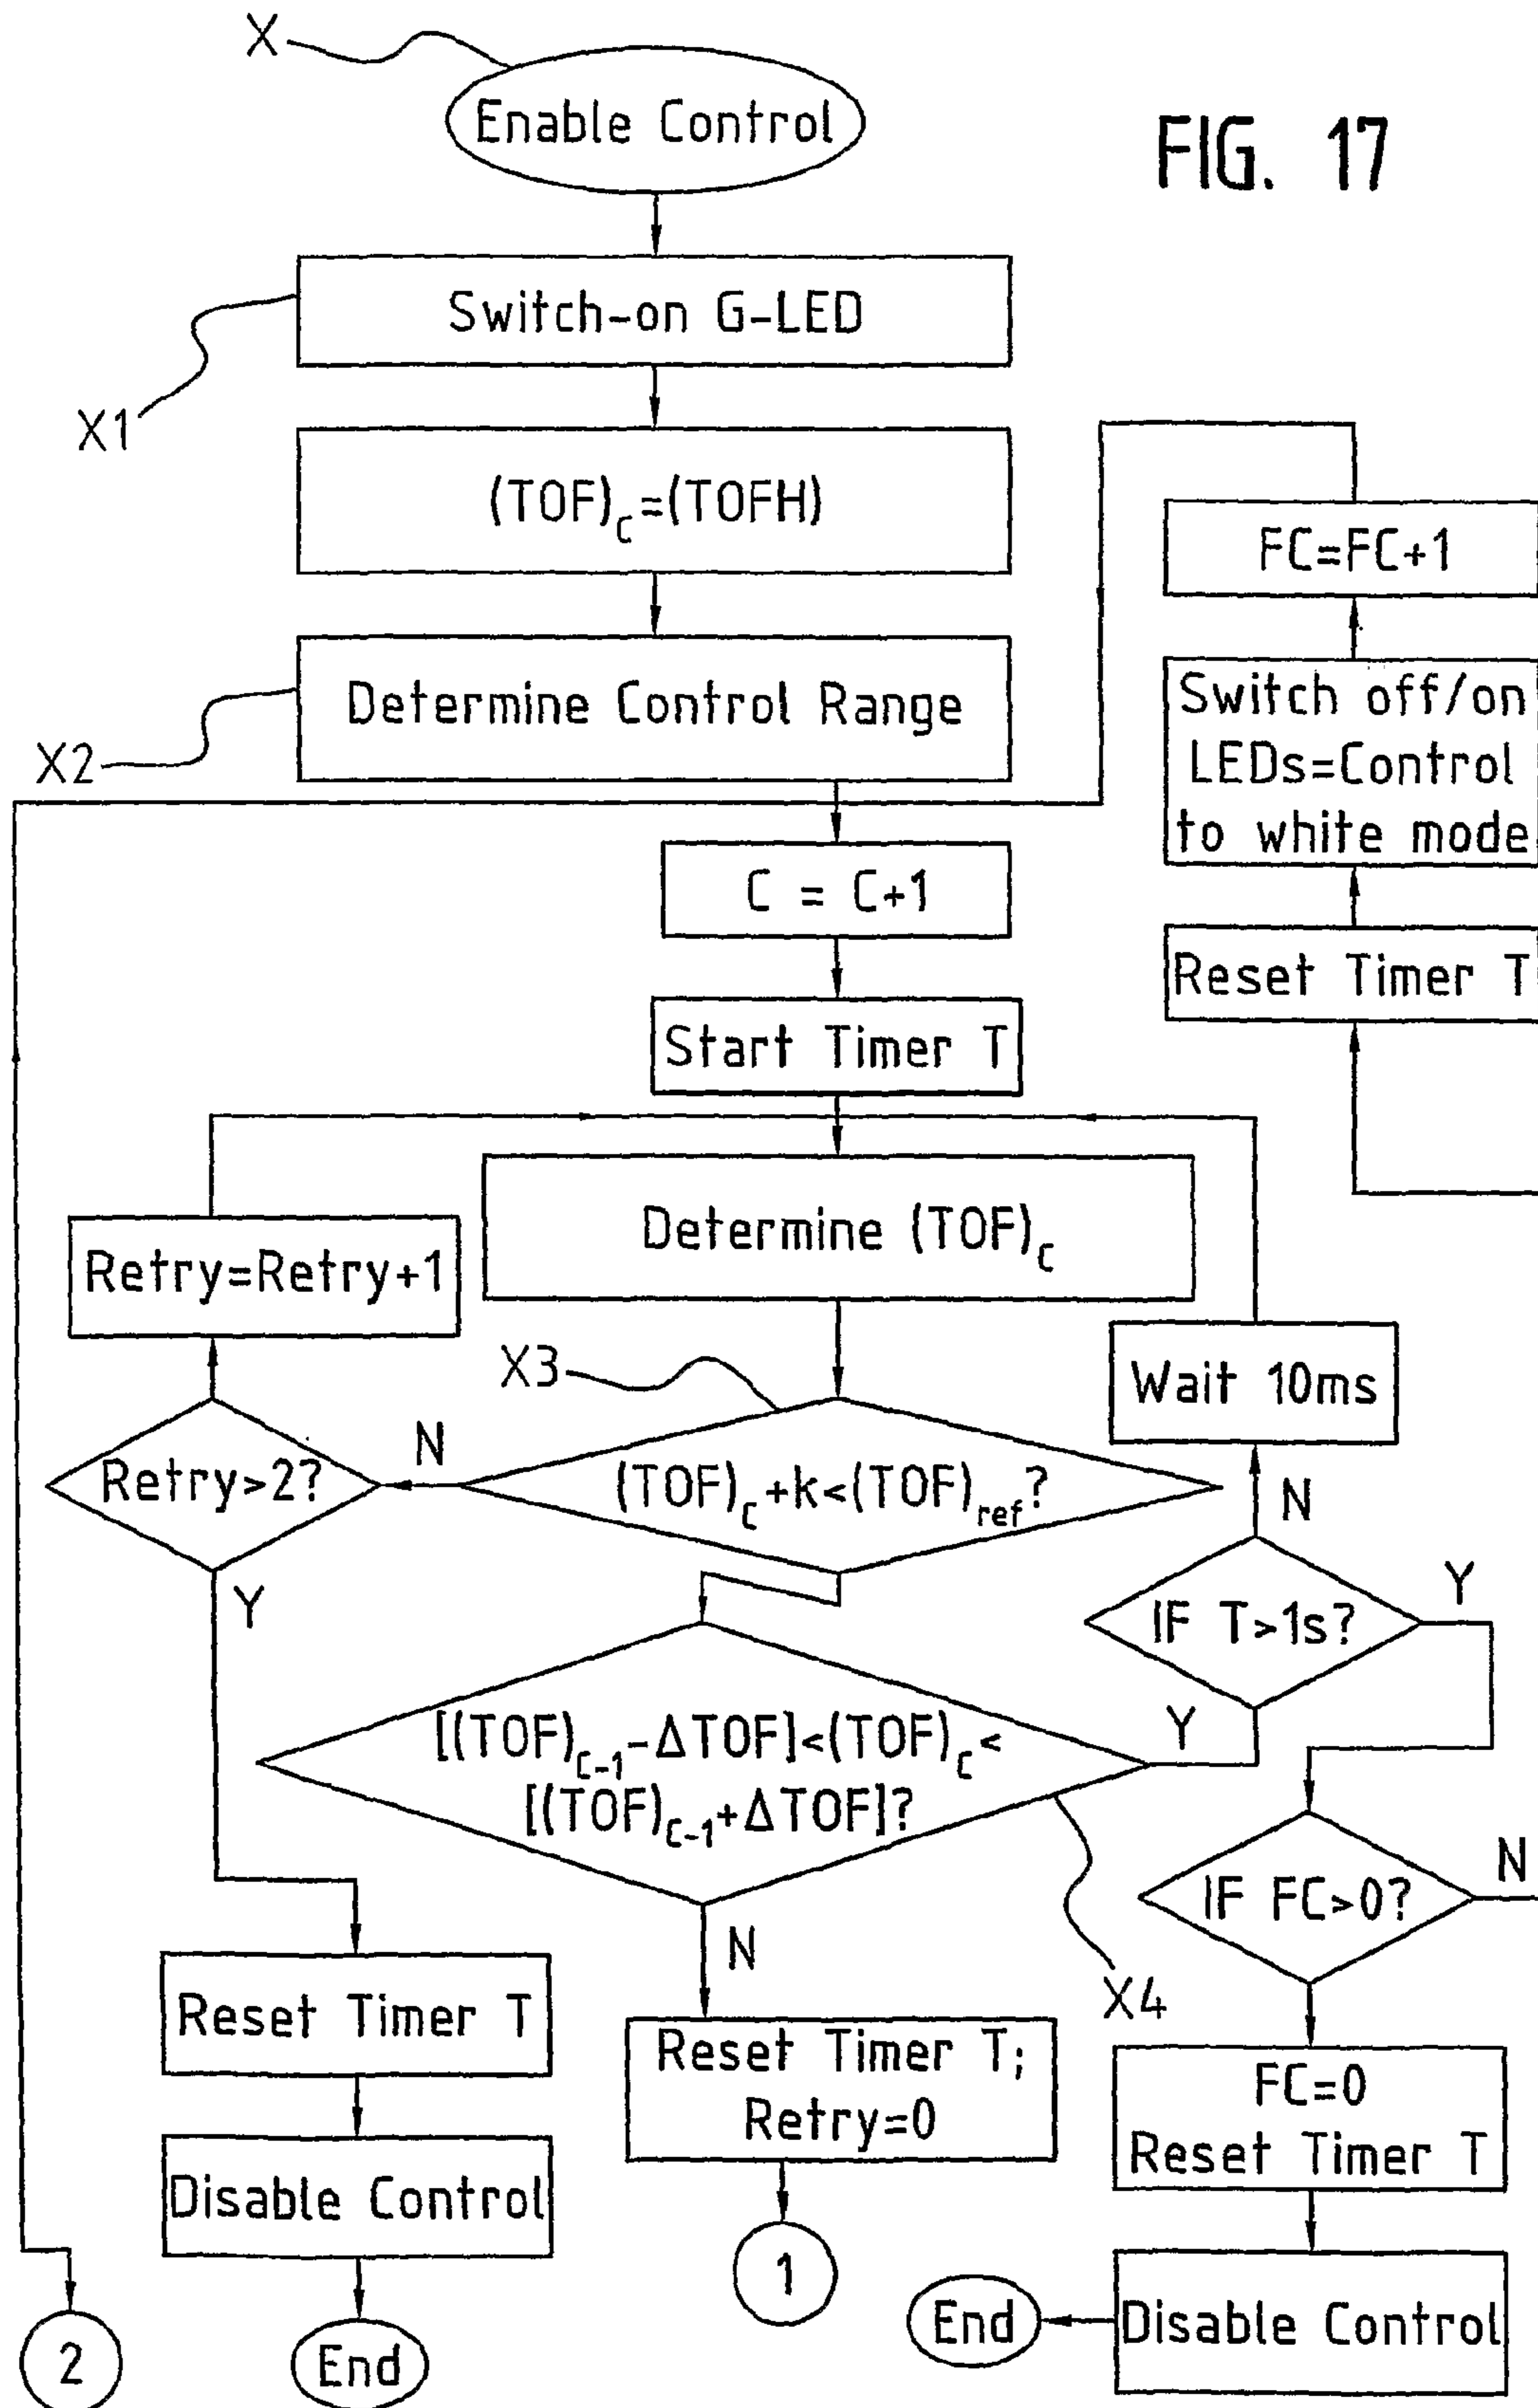 X
Enable Control
FIG. 17
Switch-on G-LED
X1
(TOF)c=(TOFH)
FC=FC+1
Determine Control Range
X2
Switch off/on
LEDs=Control
to white mode
C = C+1
Reset Timer T
Start Timer T
Determine (TOF)c
Retry=Retry+1
X3
Wait 10ms
N
Retry>2?
(TOF)c+k<(TOF)ref?
N
Y
IF T>1s?
Y
[(TOF)c-1-ΔTOF]<(TOF)c<
[(TOF)c-1+ΔTOF]?
Y
IF FC>0?
N
N
X4
Reset Timer T
Reset Timer T;
Retry=0
FC=0
Reset Timer T
Disable Control
1
End
Disable Control
2
End